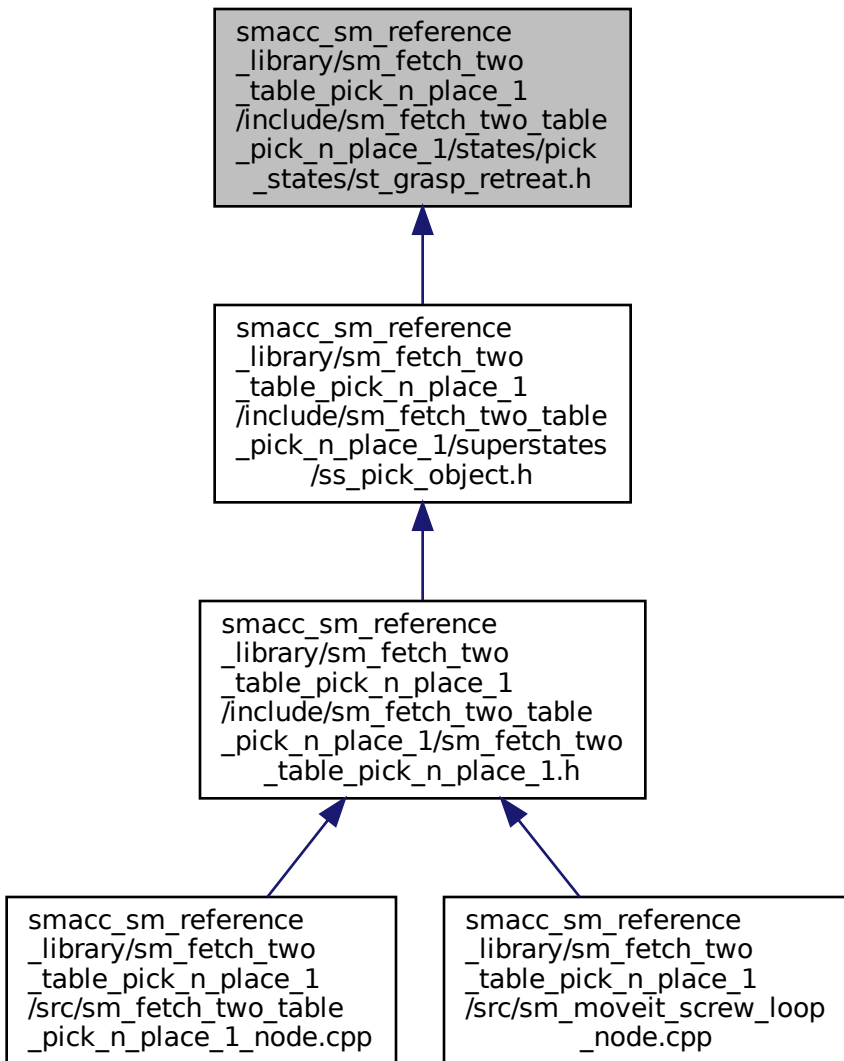 smacc_sm_reference
_library/sm_fetch_two
_table_pick_n_place_1
/include/sm_fetch_two_table
_pick_n_place_1/states/pick
_states/st_grasp_retreat.h
smacc_sm_reference
_library/sm_fetch_two
_table_pick_n_place_1
/include/sm_fetch_two_table
_pick_n_place_1/superstates
/ss_pick_object.h
smacc_sm_reference
_library/sm_fetch_two
_table_pick_n_place_1
/include/sm_fetch_two_table
_pick_n_place_1/sm_fetch_two
_table_pick_n_place_1.h
smacc_sm_reference
_library/sm_fetch_two
_table_pick_n_place_1
/src/sm_fetch_two_table
_pick_n_place_1_node.cpp
smacc_sm_reference
_library/sm_fetch_two
_table_pick_n_place_1
/src/sm_moveit_screw_loop
_node.cpp